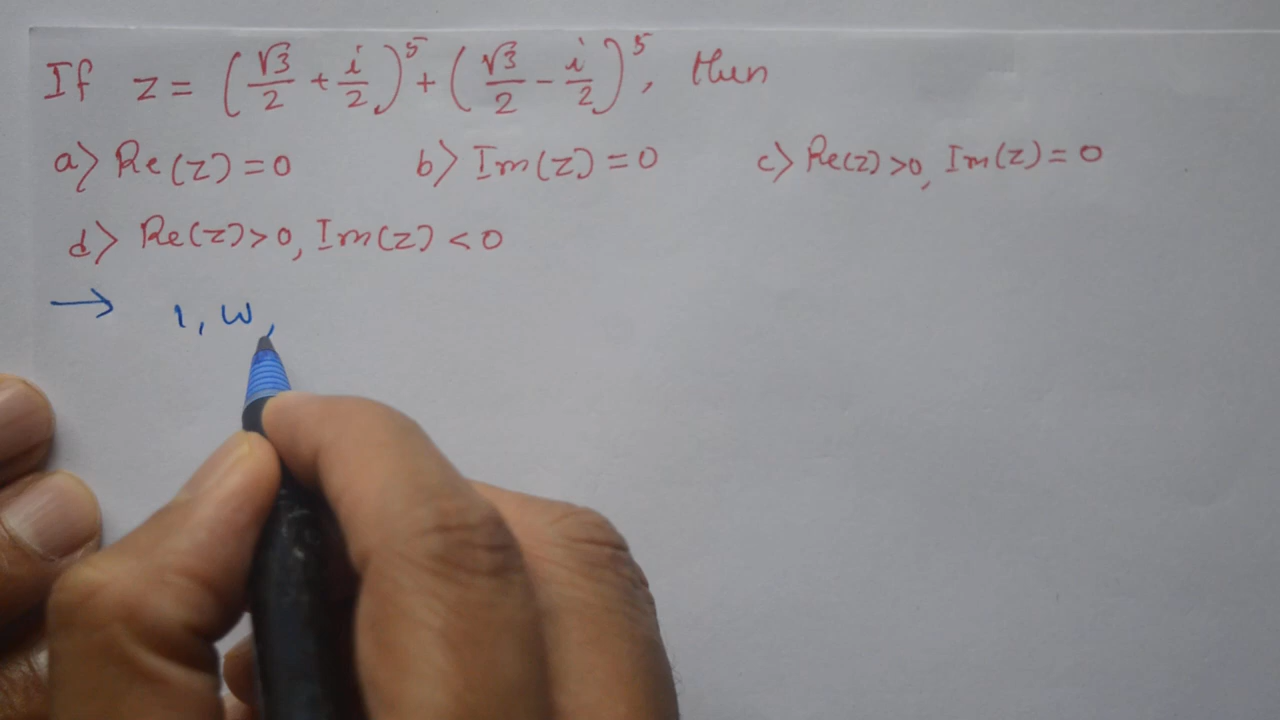 If z = (√3/2 + i/2)^5 + (√3/2 - i/2)^5, then
a) Re(z) = 0 b) Im(z) = 0 c) Re(z) > 0, Im(z) = 0
d) Re(z) > 0, Im(z) < 0
→ 1, ω,